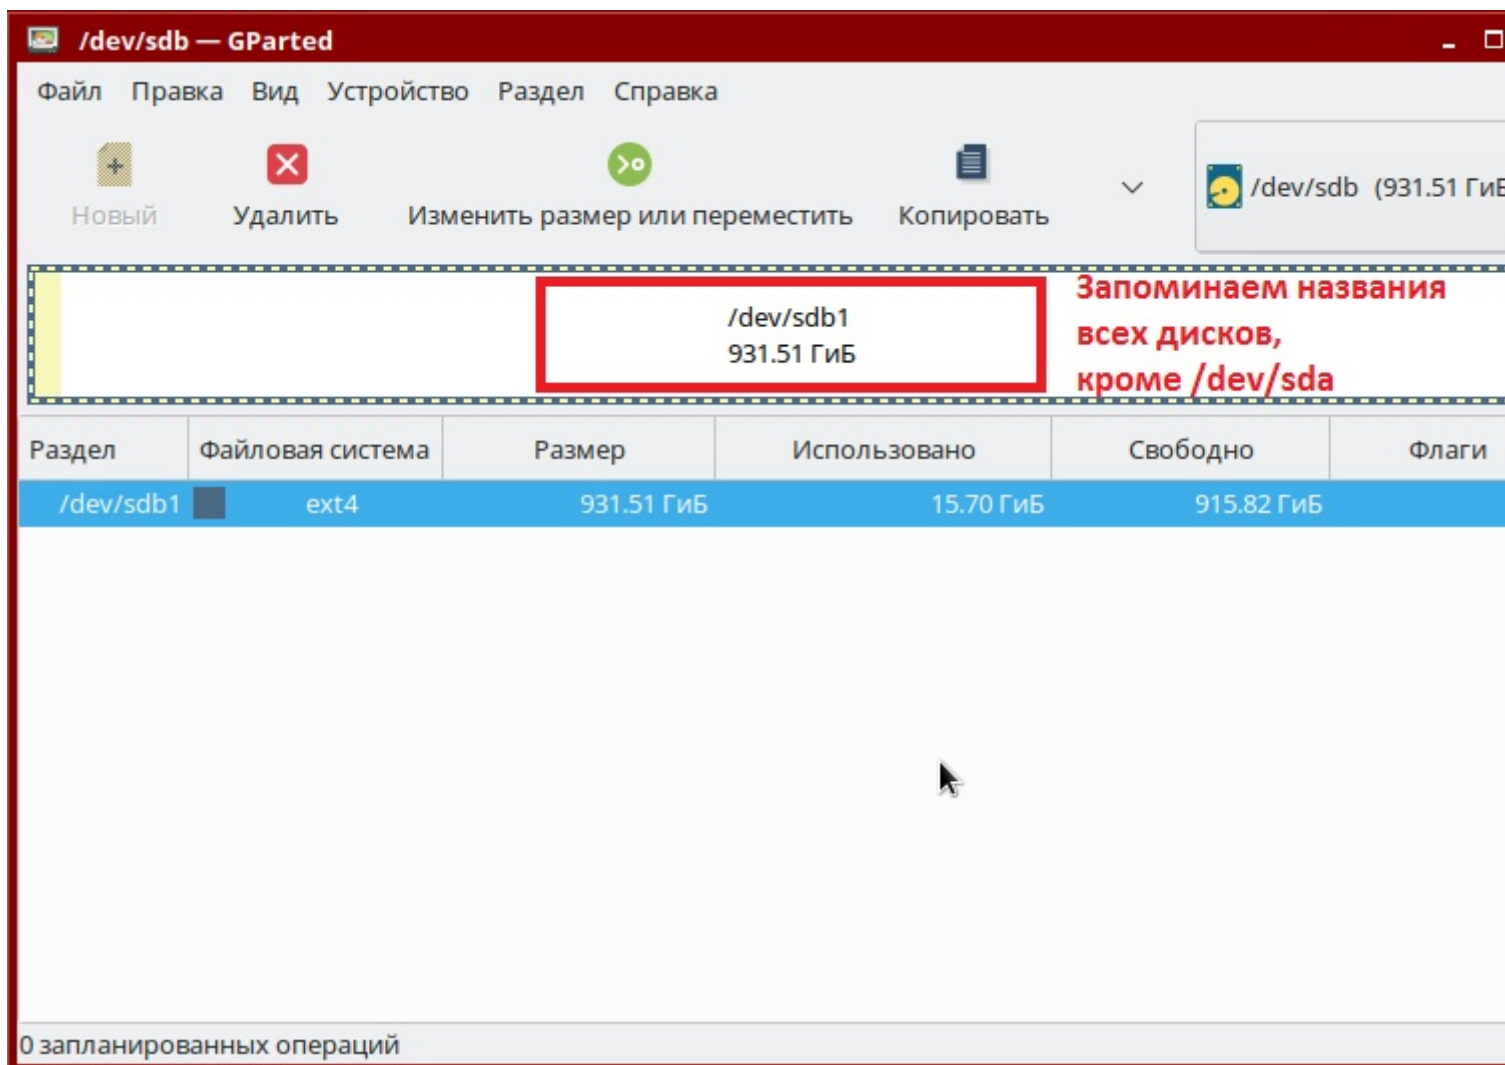 /dev/sdb — GParted
Файл Правка Вид Устройство Раздел Справка
Новый Удалить Изменить размер или переместить Копировать /dev/sdb (931.51 ГиБ
/dev/sdb1
931.51 ГиБ
Запоминаем названия
всех дисков,
кроме /dev/sda
Раздел Файловая система Размер Использовано Свободно Флаги
/dev/sdb1 ext4 931.51 ГиБ 15.70 ГиБ 915.82 ГиБ
0 запланированных операций